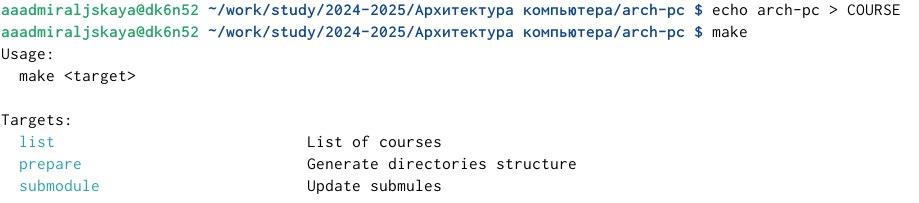 aaadmiraljskaya@dk6n52 ~/work/study/2024-2025/Архитектура компьютера/arch-pc $ echo arch-pc > COURSE
aaadmiraljskaya@dk6n52 ~/work/study/2024-2025/Архитектура компьютера/arch-pc $ make
Usage:
  make <target>

Targets:
  list                          List of courses
  prepare                       Generate directories structure
  submodule                     Update submules